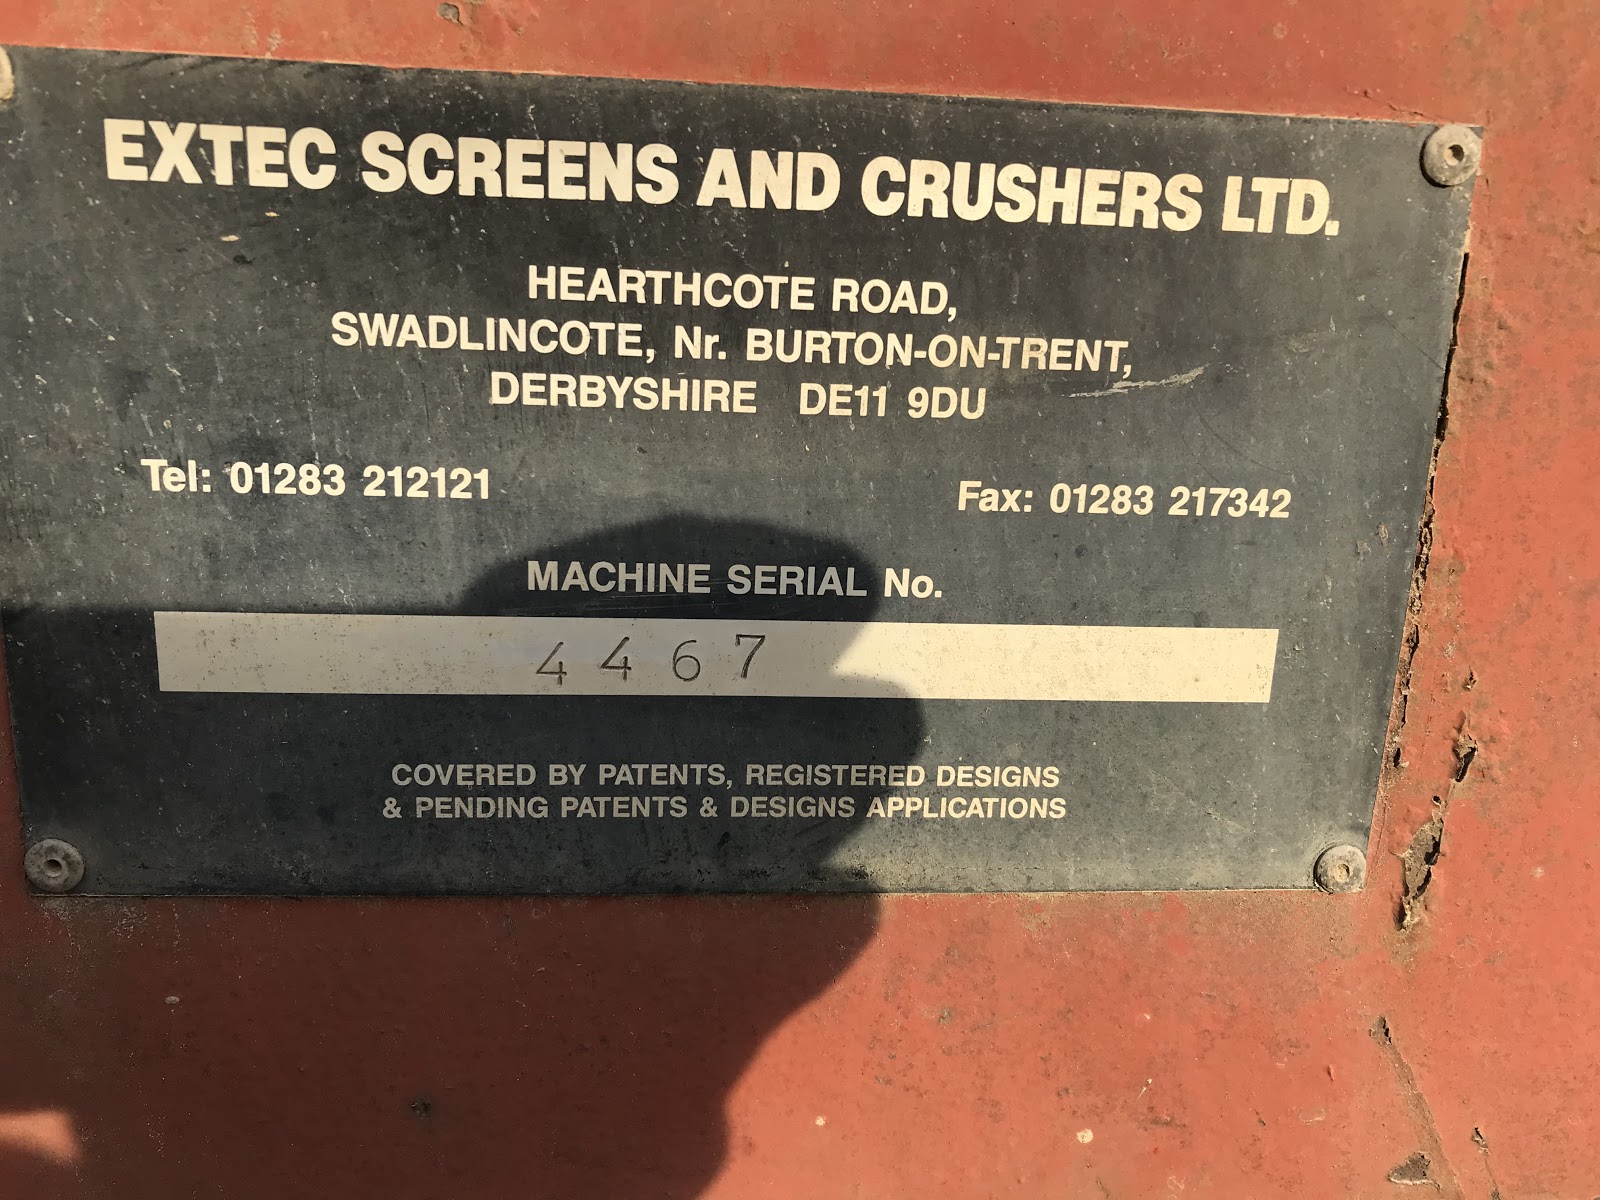 EXTEC SCREENS AND CRUSHERS LTD.
HEARTHCOTE ROAD,
SWADLINCOTE, Nr. BURTON-ON-TRENT,
DERBYSHIRE DE11 9DU
Tel: 01283 212121 Fax: 01283 217342
MACHINE SERIAL No.
4467
COVERED BY PATENTS, REGISTERED DESIGNS
& PENDING PATENTS & DESIGNS APPLICATIONS